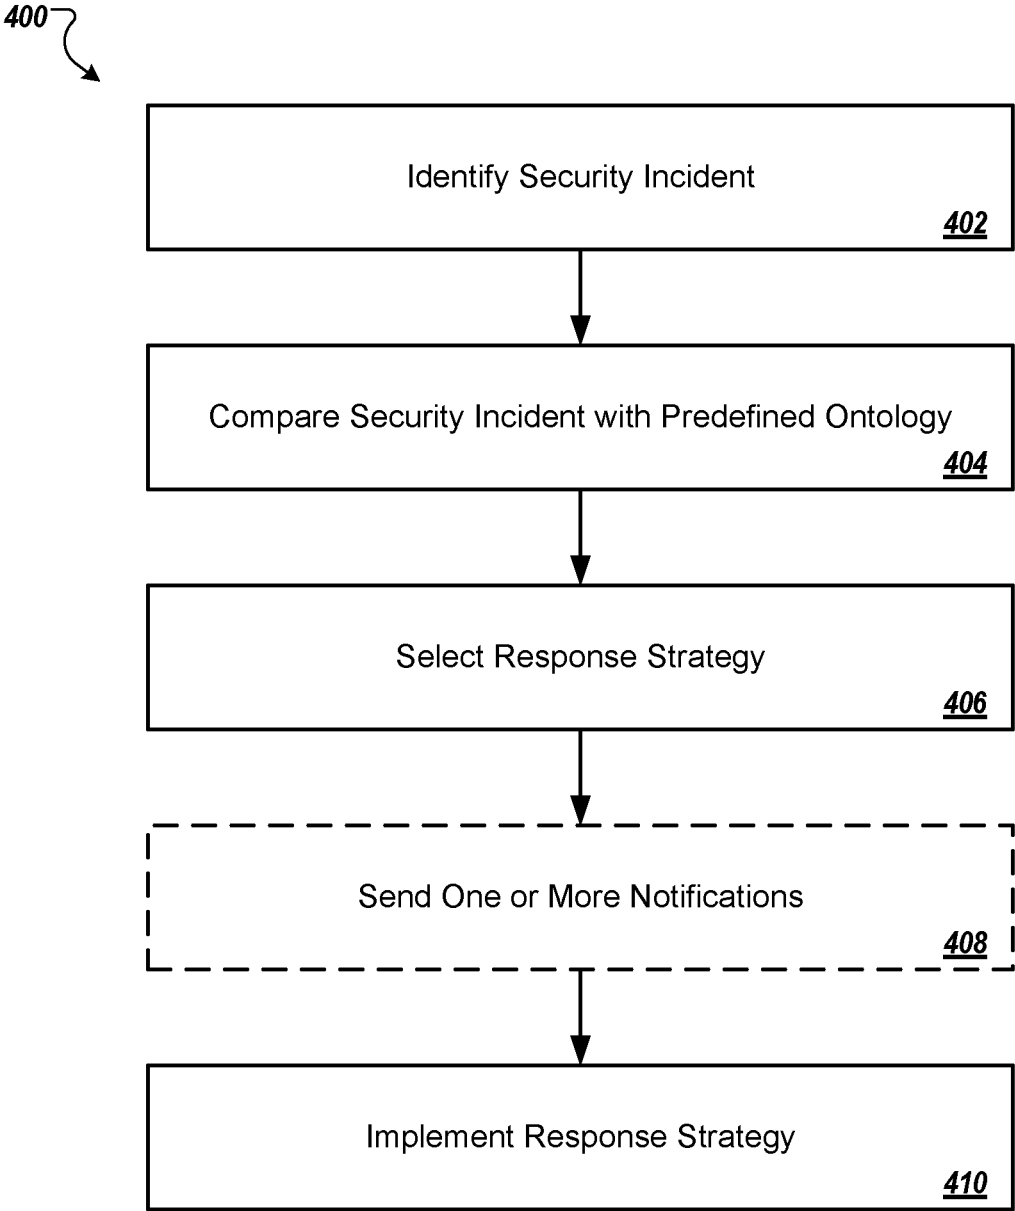 400
Identify Security Incident
402
Compare Security Incident with Predefined Ontology
404
Select Response Strategy
406
Send One or More Notifications
408
Implement Response Strategy
410